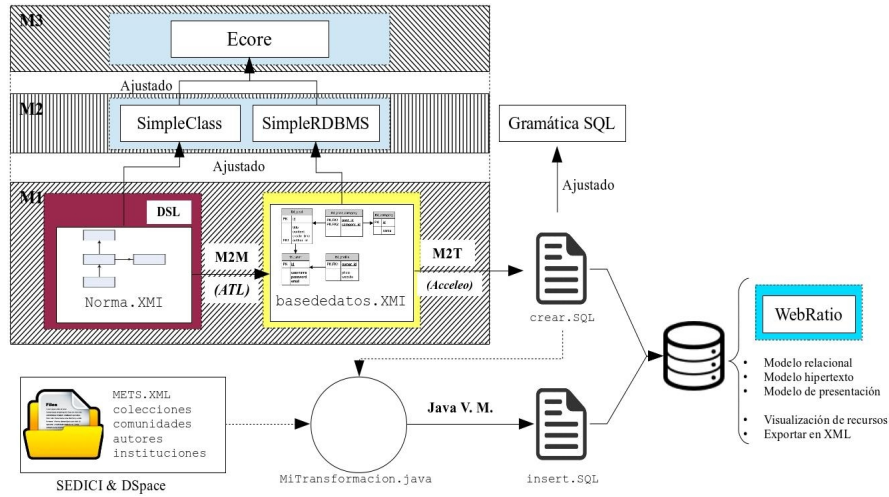 M3
Ecore
Ajustado
M2
SimpleClass
SimpleRDBMS
Gramática SQL
Ajustado
Ajustado
M1
DSL
M2M
(ATL)
M2T
(Acceleo)
Norma.XMI
basededatos.XMI
crear.SQL
WebRatio
• Modelo relacional
• Modelo hipertexto
• Modelo de presentación
• Visualización de recursos
• Exportar en XML
Files
METS.XML
colecciones
comunidades
autores
instituciones
SEDICI & DSpace
MiTransformacion.java
Java V. M.
insert.SQL